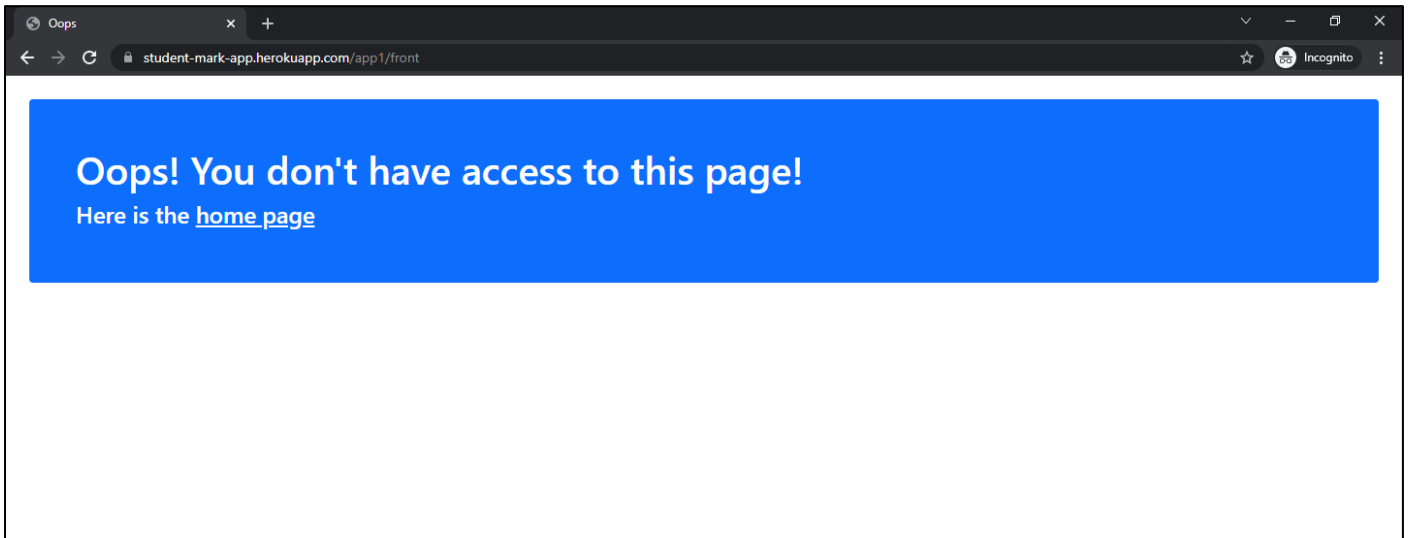 Oops
student-mark-app.herokuapp.com/app1/front
Incognito
Oops! You don't have access to this page!
Here is the home page